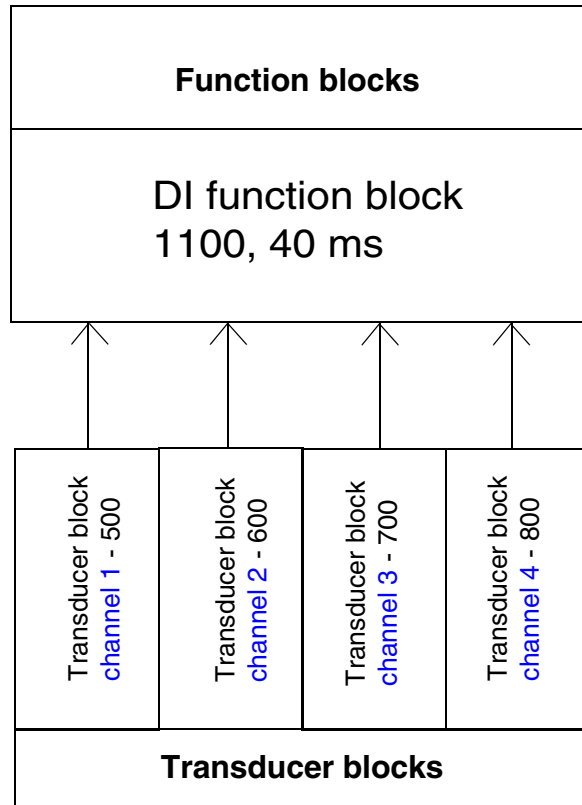 Function blocks
DI function block
1100, 40 ms
Transducer block
channel 1 - 500
Transducer block
channel 2 - 600
Transducer block
channel 3 - 700
Transducer block
channel 4 - 800
Transducer blocks